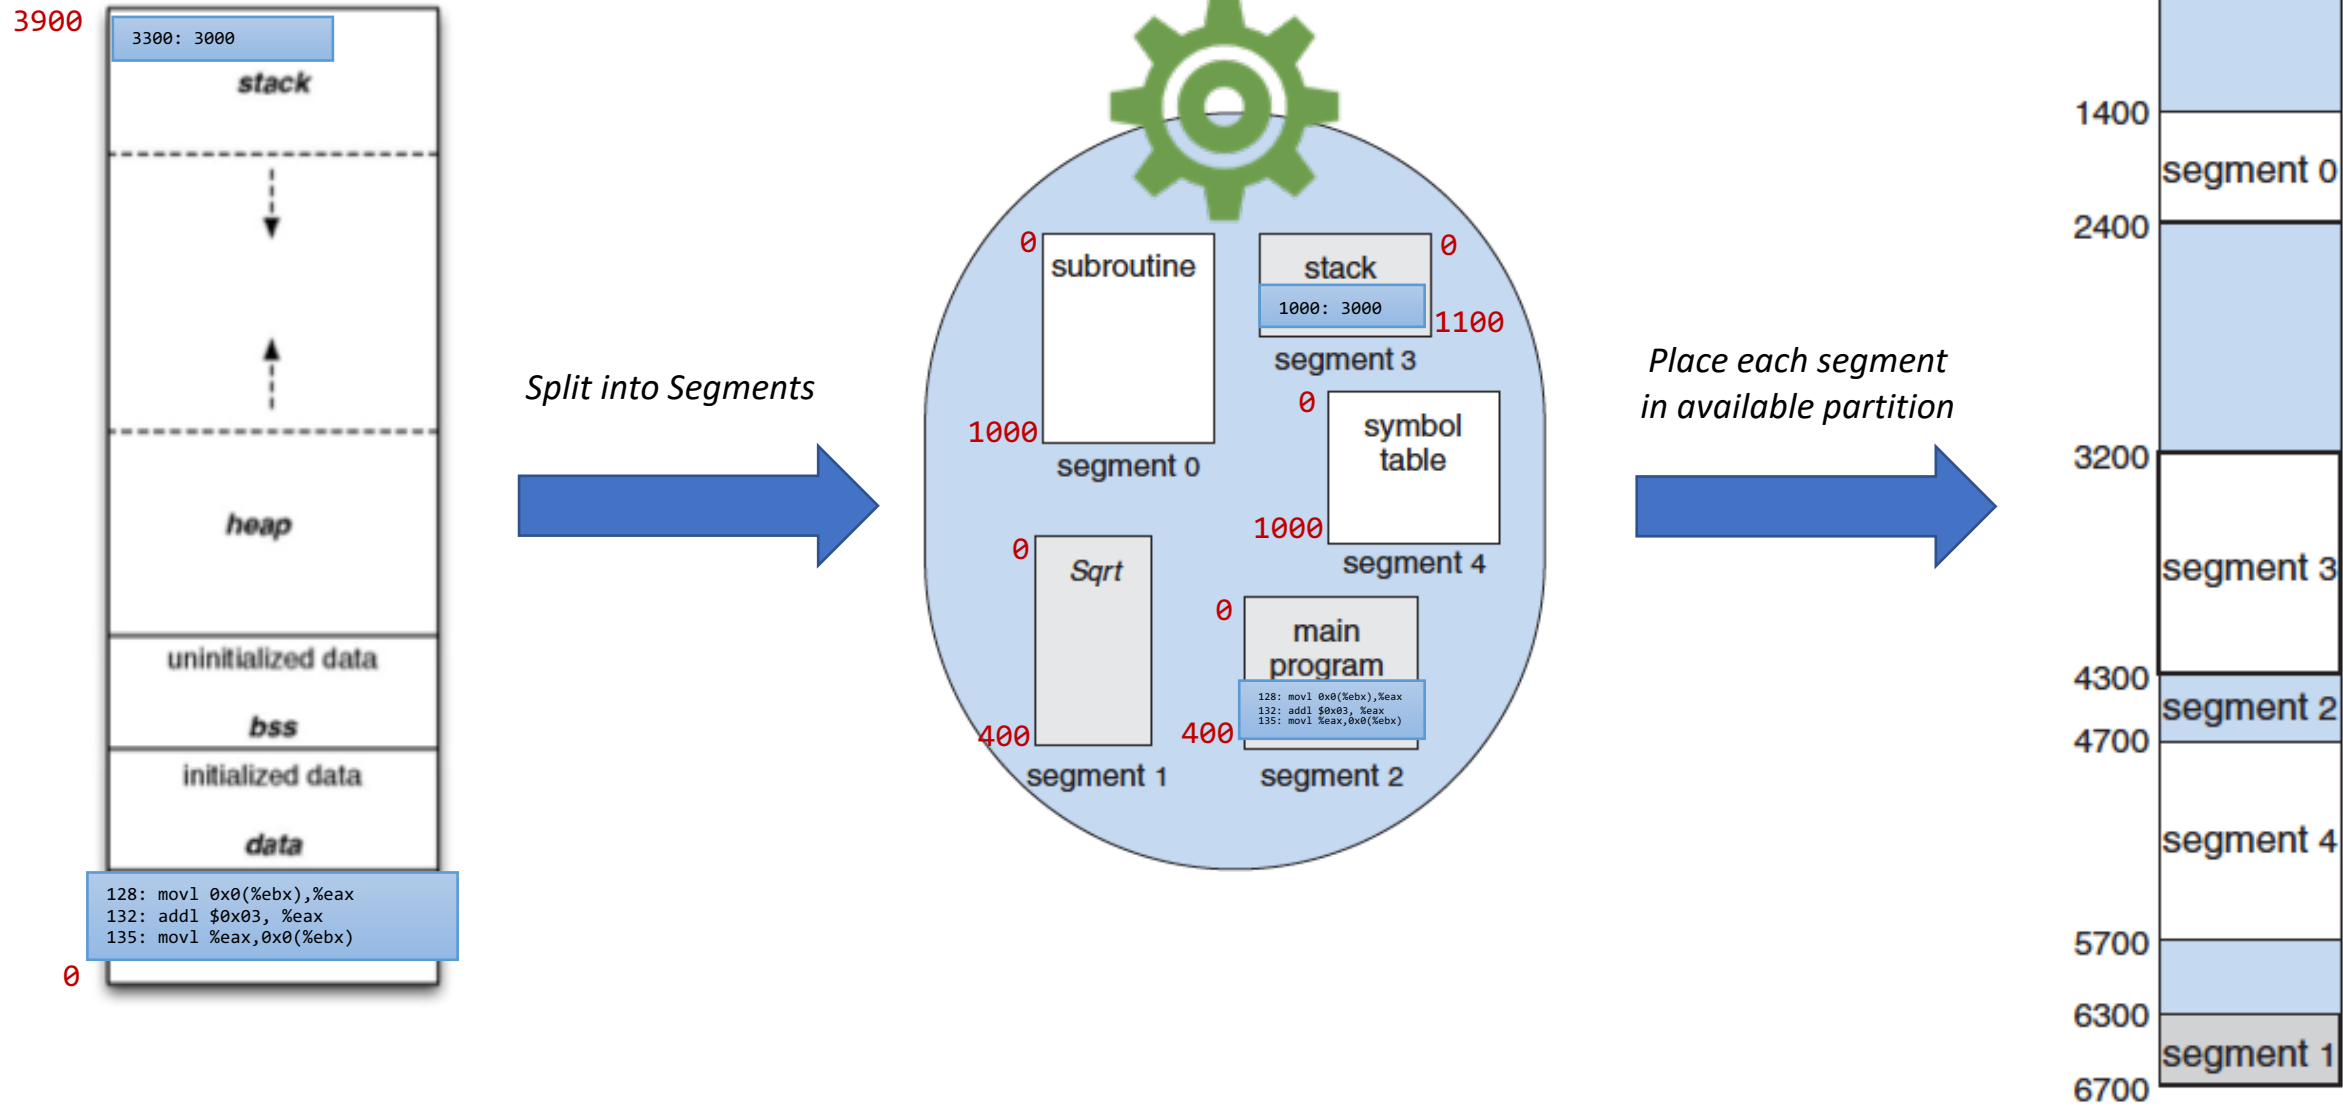 3900
3300: 3000
stack
heap
uninitialized data
bss
initialized data
data
128: movl 0x0(%ebx),%eax
132: addl $0x03, %eax
135: movl %eax,0x0(%ebx)
0
Split into Segments
0
subroutine
1000
segment 0
stack
0
1000: 3000
1100
segment 3
0
symbol
table
1000
segment 4
0
Sqrt
400
segment 1
0
main
program
128: movl 0x0(%ebx),%eax
132: addl $0x03, %eax
135: movl %eax,0x0(%ebx)
400
segment 2
Place each segment
in available partition
1400
segment 0
2400
3200
segment 3
4300
segment 2
4700
segment 4
5700
6300
segment 1
6700